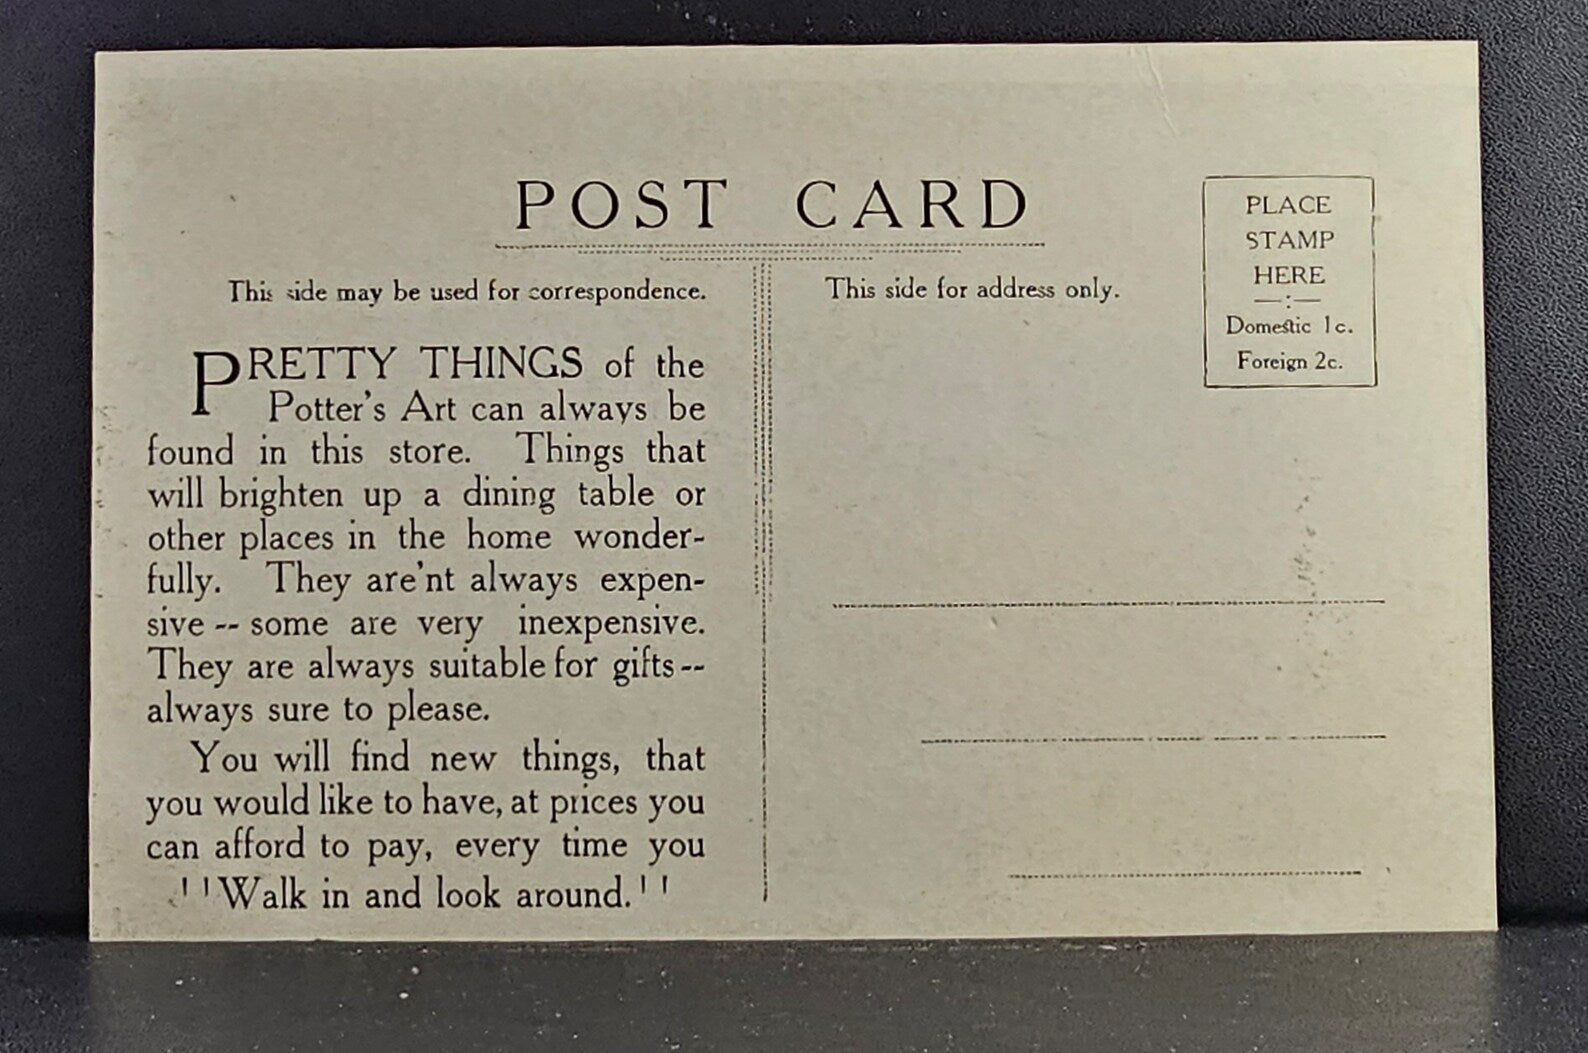 POST CARD
This side may be used for correspondence.
PRETTY THINGS of the
Potter's Art can always be
found in this store. Things that
will brighten up a dining table or
other places in the home wonder-
fully. They are'nt always expen-
sive -- some are very inexpensive.
They are always suitable for gifts --
always sure to please.
You will find new things, that
you would like to have, at prices you
can afford to pay, every time you
''Walk in and look around.''
This side for address only.
PLACE
STAMP
HERE
—:—
Domestic 1c.
Foreign 2c.